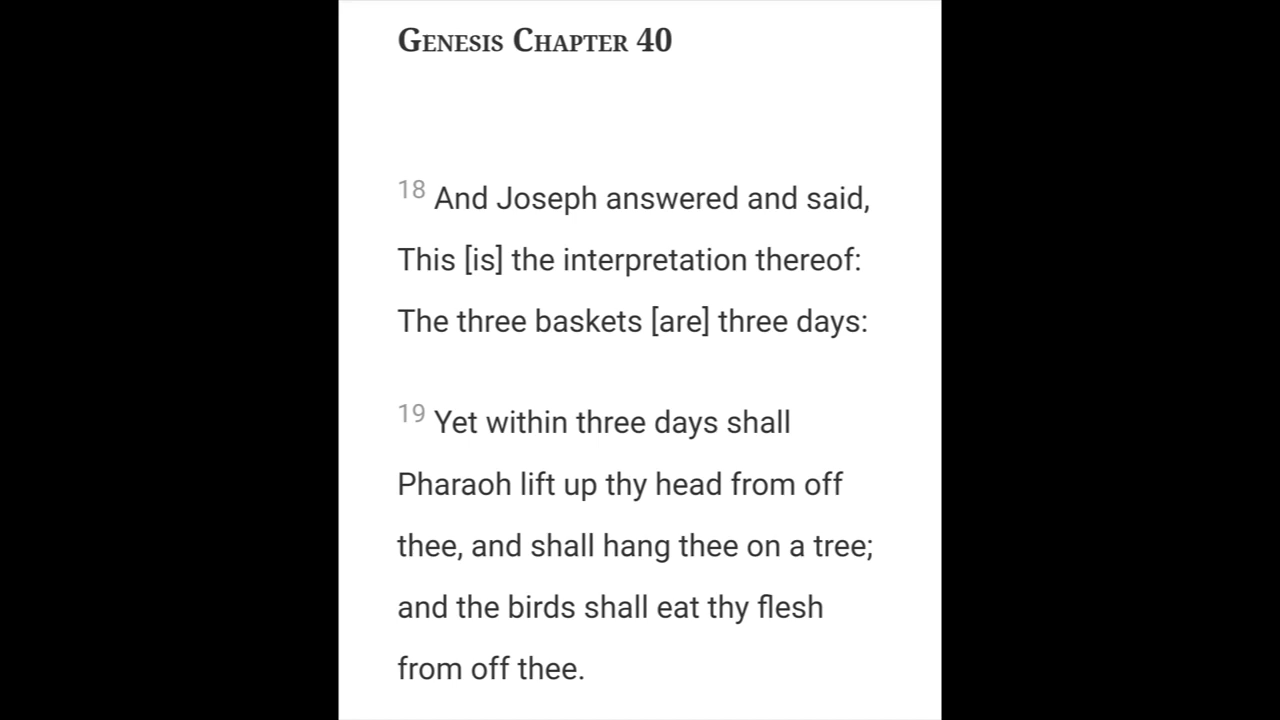 Genesis Chapter 40
18 And Joseph answered and said,
This [is] the interpretation thereof:
The three baskets [are] three days:
19 Yet within three days shall
Pharaoh lift up thy head from off
thee, and shall hang thee on a tree;
and the birds shall eat thy flesh
from off thee.